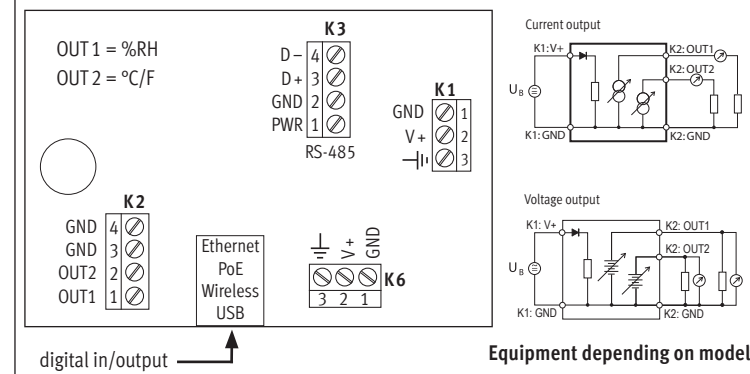 OUT 1 = %RH
OUT 2 = °C/F
K3
D– 4
D+ 3
GND 2
PWR 1
RS-485
K1
GND 1
V+ 2
3
K2
GND 4
GND 3
OUT2 2
OUT1 1
Ethernet
PoE
Wireless
USB
V+
GND
K6
3 2 1
digital in/output
Current output
K1: V+
K2: OUT1
K2: OUT2
UB
K1: GND
K2: GND
Voltage output
K1: V+
K2: OUT1
K2: OUT2
UB
K1: GND
K2: GND
Equipment depending on model